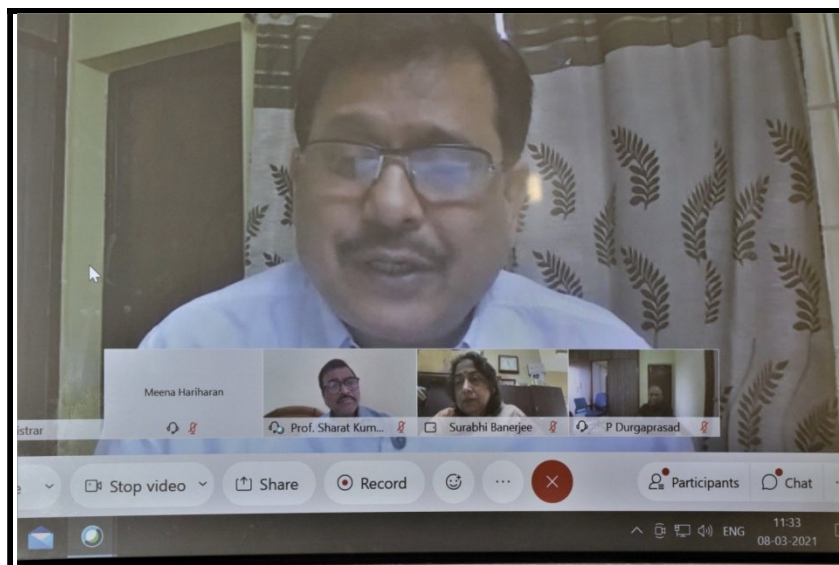 Meena Hariharan
istrar
Prof. Sharat Kum...
Surabhi Banerjee
P Durgaprasad
Stop video
Share
Record
...
Participants
Chat
ENG
11:33
08-03-2021